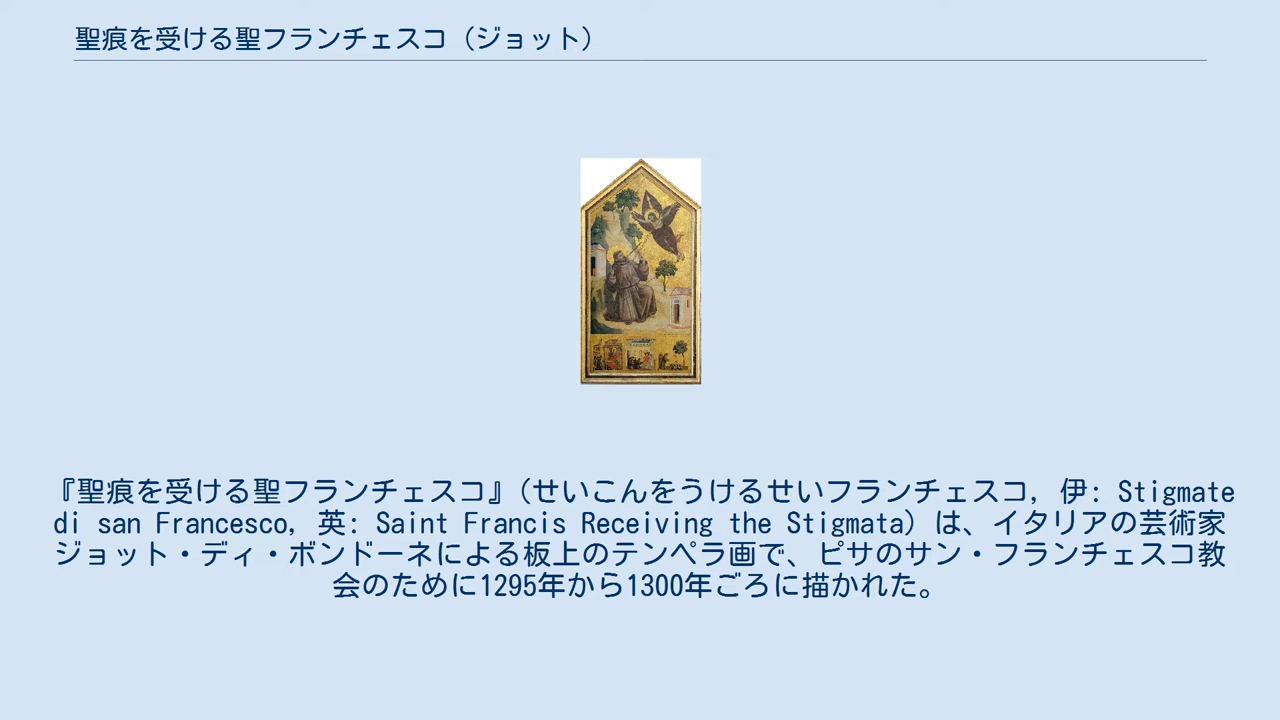 聖痕を受ける聖フランチェスコ（ジョット）
『聖痕を受ける聖フランチェスコ』（せいこんをうけるせいフランチェスコ, 伊: Stigmate
di san Francesco, 英: Saint Francis Receiving the Stigmata）は、イタリアの芸術家
ジョット・ディ・ボンドーネによる板上のテンペラ画で、ピサのサン・フランチェスコ教
会のために1295年から1300年ごろに描かれた。